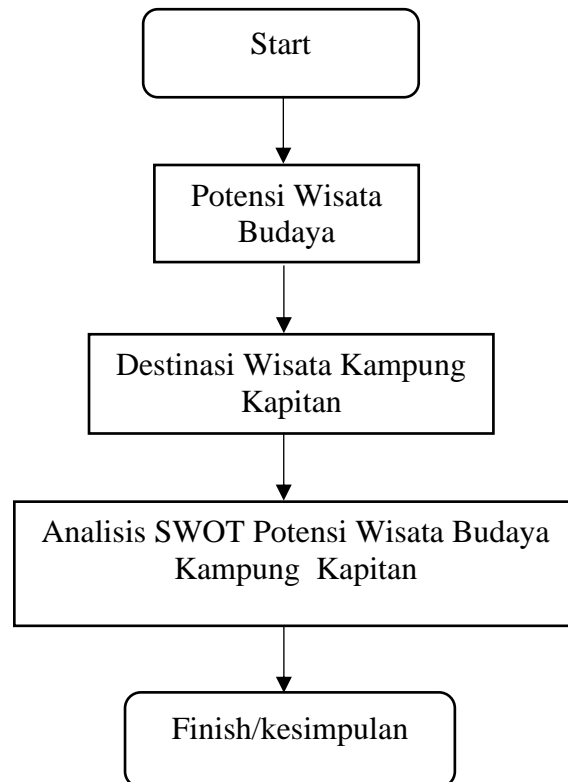 Start
Potensi Wisata
Budaya
Destinasi Wisata Kampung
Kapitan
Analisis SWOT Potensi Wisata Budaya
Kampung  Kapitan
Finish/kesimpulan